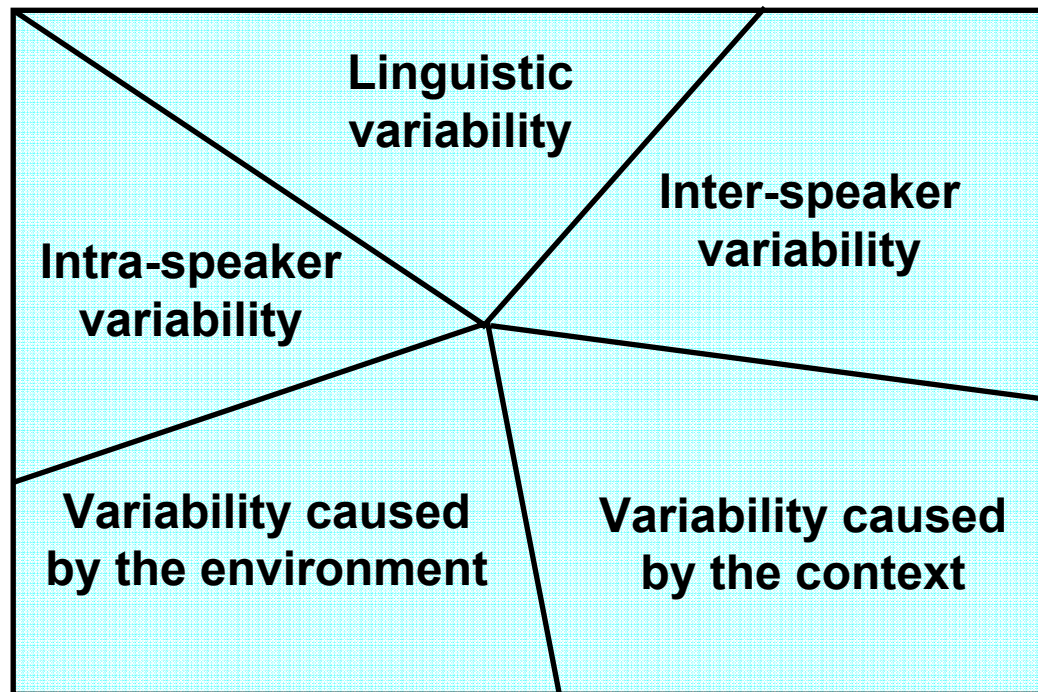 Linguistic
variability
Inter-speaker
variability
Intra-speaker
variability
Variability caused
by the environment
Variability caused
by the context